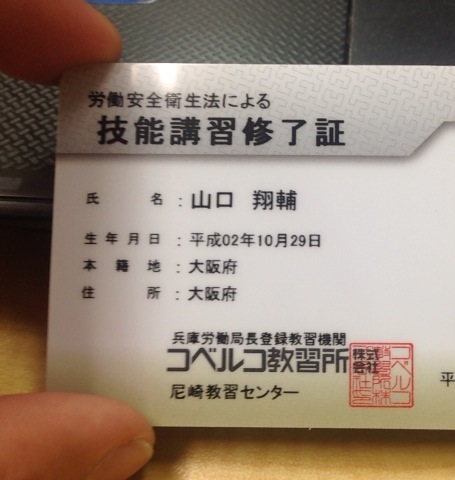 労働安全衛生法による
技能講習修了証
氏名：山口 翔輔
生年月日：平成02年10月29日
本籍地：大阪府
住所：大阪府
兵庫労働局長登録教習機関
コベルコ教習所株式会社
尼崎教習センター
平